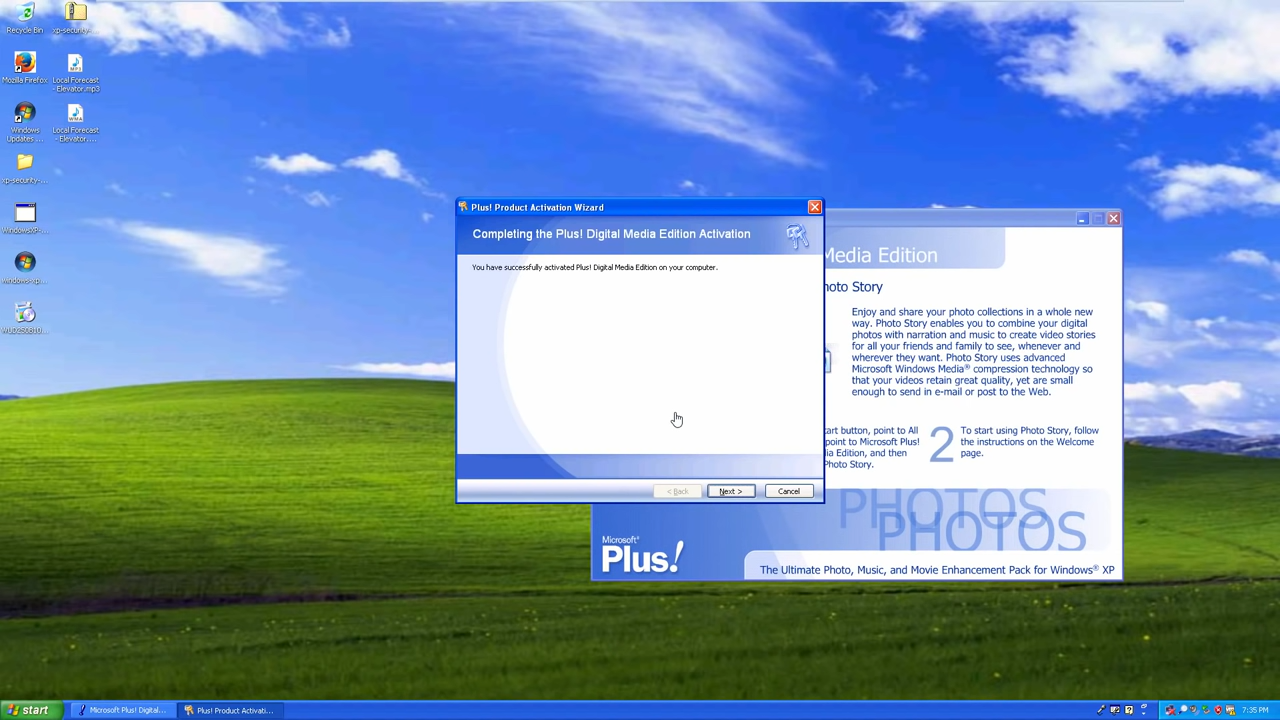 Recycle Bin
xp-security-...
Mozilla Firefox
Local Forecast
- Elevator.mp3
Windows
Updates ...
Local Forecast
- Elevator....
xp-security-...
WindowsXP-...
windows-xp...
Plus! Product Activation Wizard
Completing the Plus! Digital Media Edition Activation
You have successfully activated Plus! Digital Media Edition on your computer.
< Back
Next >
Cancel
Media Edition
hoto Story
Enjoy and share your photo collections in a whole new
way. Photo Story enables you to combine your digital
photos with narration and music to create video stories
for all your friends and family to see, whenever and
wherever they want. Photo Story uses advanced
Microsoft Windows Media® compression technology so
that your videos retain great quality, yet are small
enough to send in e-mail or post to the Web.
tart button, point to All
point to Microsoft Plus!
ia Edition, and then
Photo Story.
2
To start using Photo Story, follow
the instructions on the Welcome
page.
PHOTOS
PHOTOS
Microsoft®
Plus!
The Ultimate Photo, Music, and Movie Enhancement Pack for Windows® XP
start
Microsoft Plus! Digital...
Plus! Product Activati...
7:35 PM